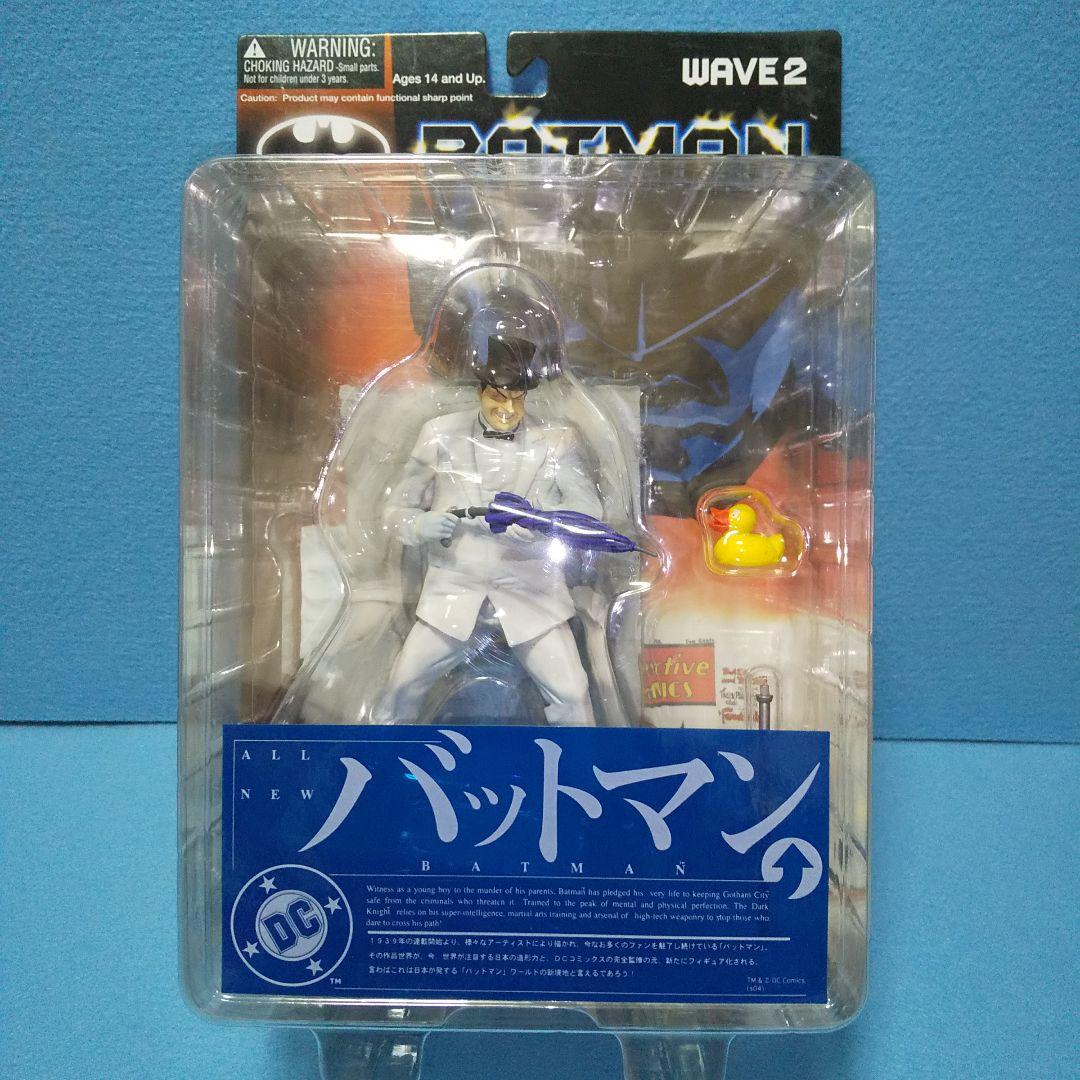 WARNING:
CHOKING HAZARD -Small parts.
Not for children under 3 years.
Ages 14 and Up.
Caution: Product may contain functional sharp point
WAVE 2
BATMAN
Ten Cents
ective
MICS
ALL
NEW
バットマン
BATMAN
DC
TM
Witness as a young boy to the murder of his parents, Batman has pledged his very life to keeping Gotham City
safe from the criminals who threaten it. Trained to the peak of mental and physical perfection. The Dark
Knight relies on his super-intelligence, martial arts training and arsenal of high-tech weaponry to stop those who
dare to cross his path'
1939年の連載開始より、様々なアーティストにより描かれ、今なお多くのファンを魅了し続けている「バットマン」。
その作品世界が、今、世界が注目する日本の造形力と、DCコミックスの完全監修の元、新たにフィギュア化される。
言わばこれは日本が発する「バットマン」ワールドの新境地と言えるであろう!
TM & © DC Comics
(s04)